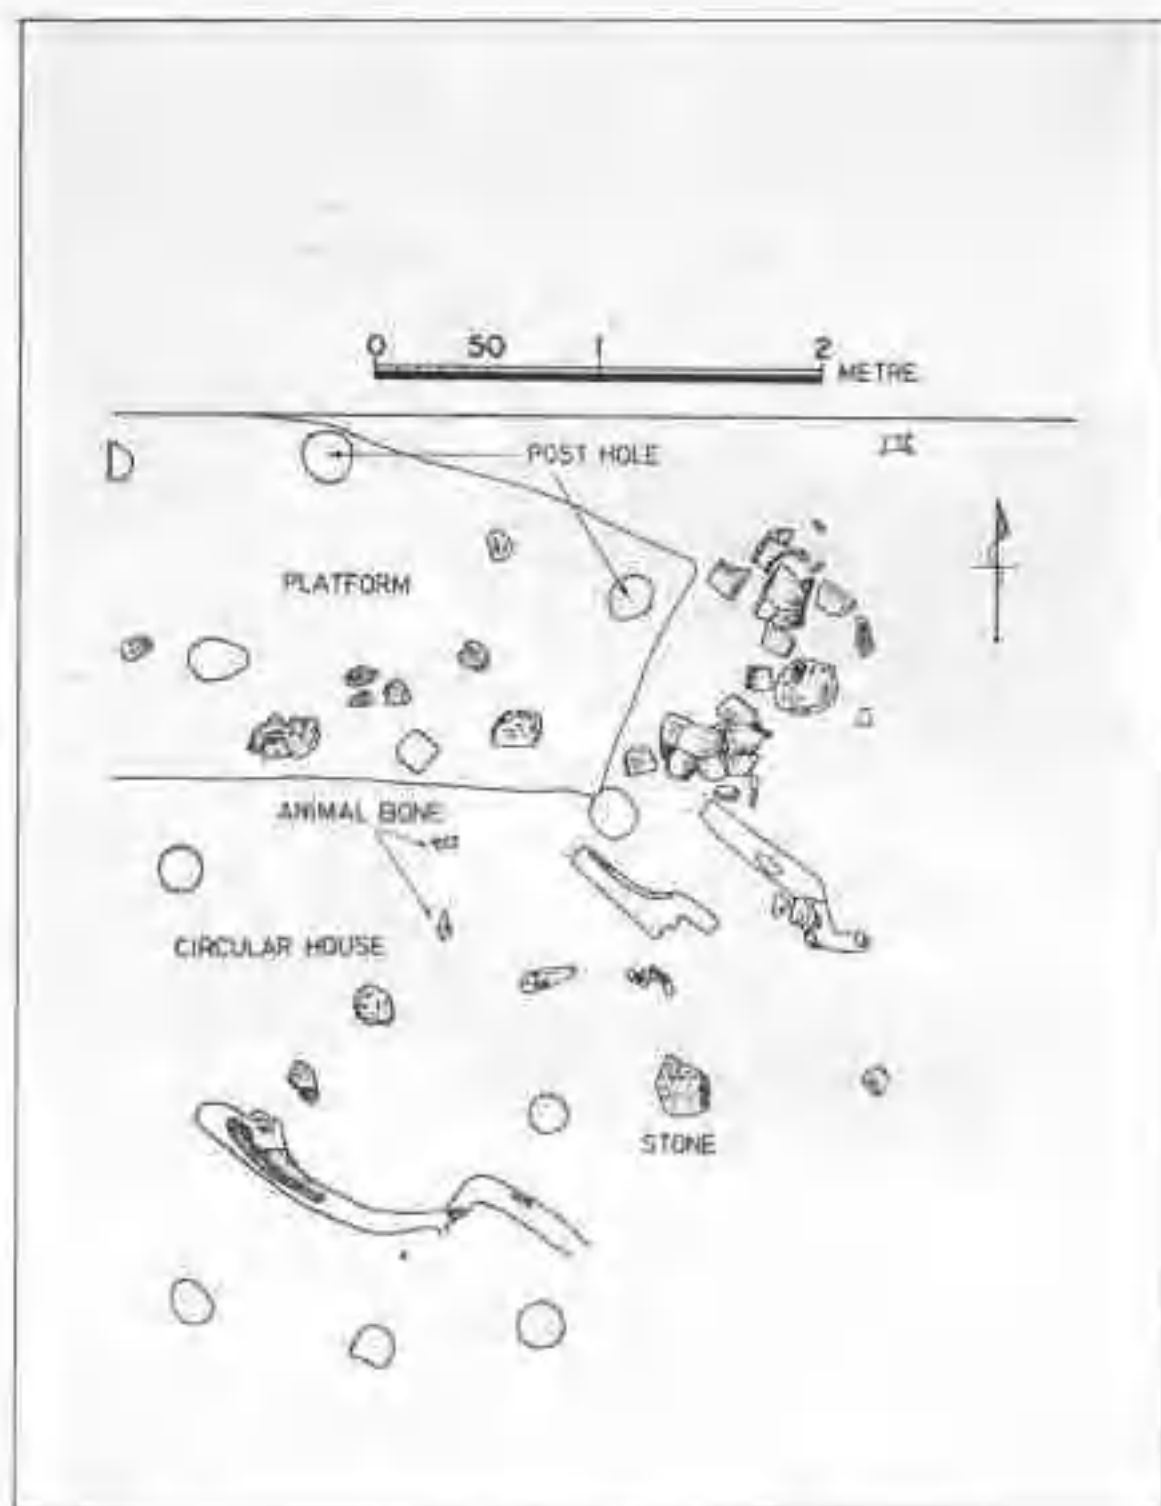 0 50 1 2
METRE
POST HOLE
PLATFORM
ANIMAL BONE
CIRCULAR HOUSE
STONE